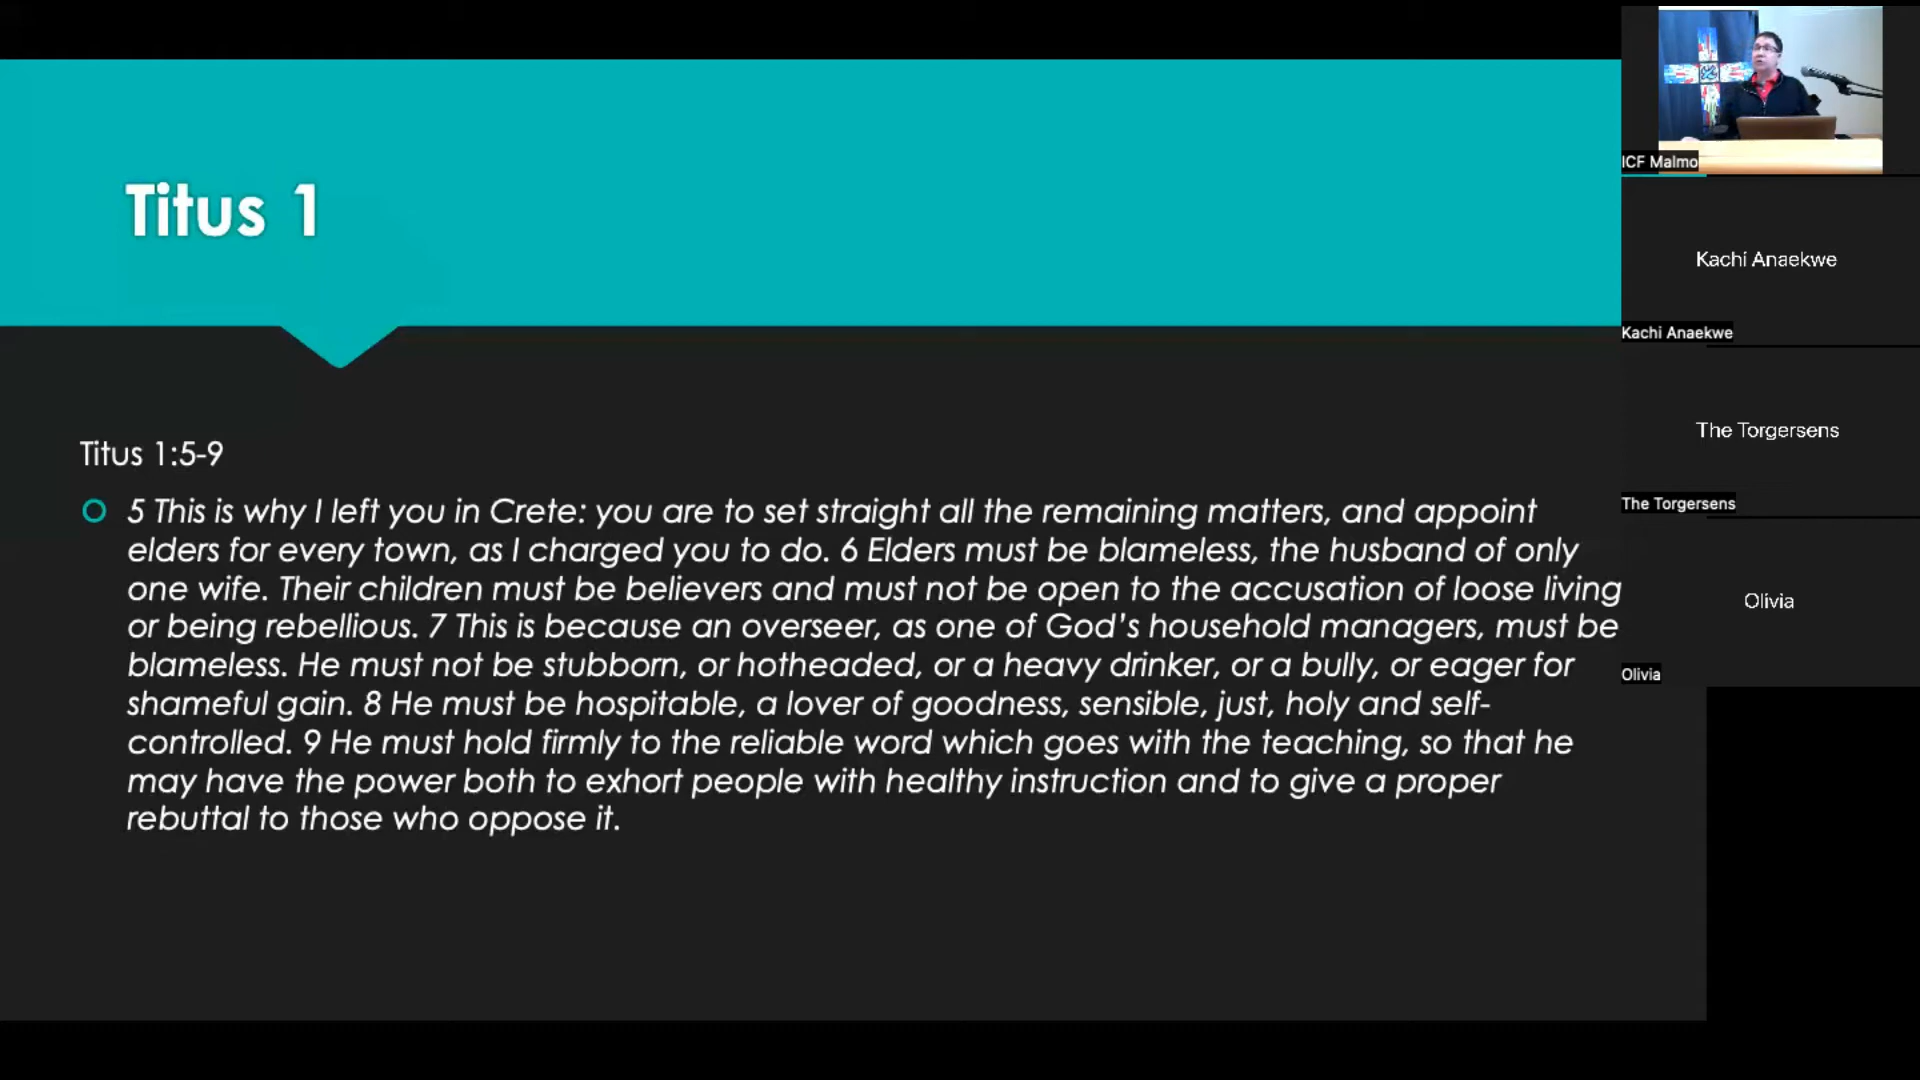 Titus 1
Titus 1:5-9
5 This is why I left you in Crete: you are to set straight all the remaining matters, and appoint
elders for every town, as I charged you to do. 6 Elders must be blameless, the husband of only
one wife. Their children must be believers and must not be open to the accusation of loose living
or being rebellious. 7 This is because an overseer, as one of God’s household managers, must be
blameless. He must not be stubborn, or hotheaded, or a heavy drinker, or a bully, or eager for
shameful gain. 8 He must be hospitable, a lover of goodness, sensible, just, holy and self-
controlled. 9 He must hold firmly to the reliable word which goes with the teaching, so that he
may have the power both to exhort people with healthy instruction and to give a proper
rebuttal to those who oppose it.
ICF Malmo
Kachi Anaekwe
Kachi Anaekwe
The Torgersens
The Torgersens
Olivia
Olivia